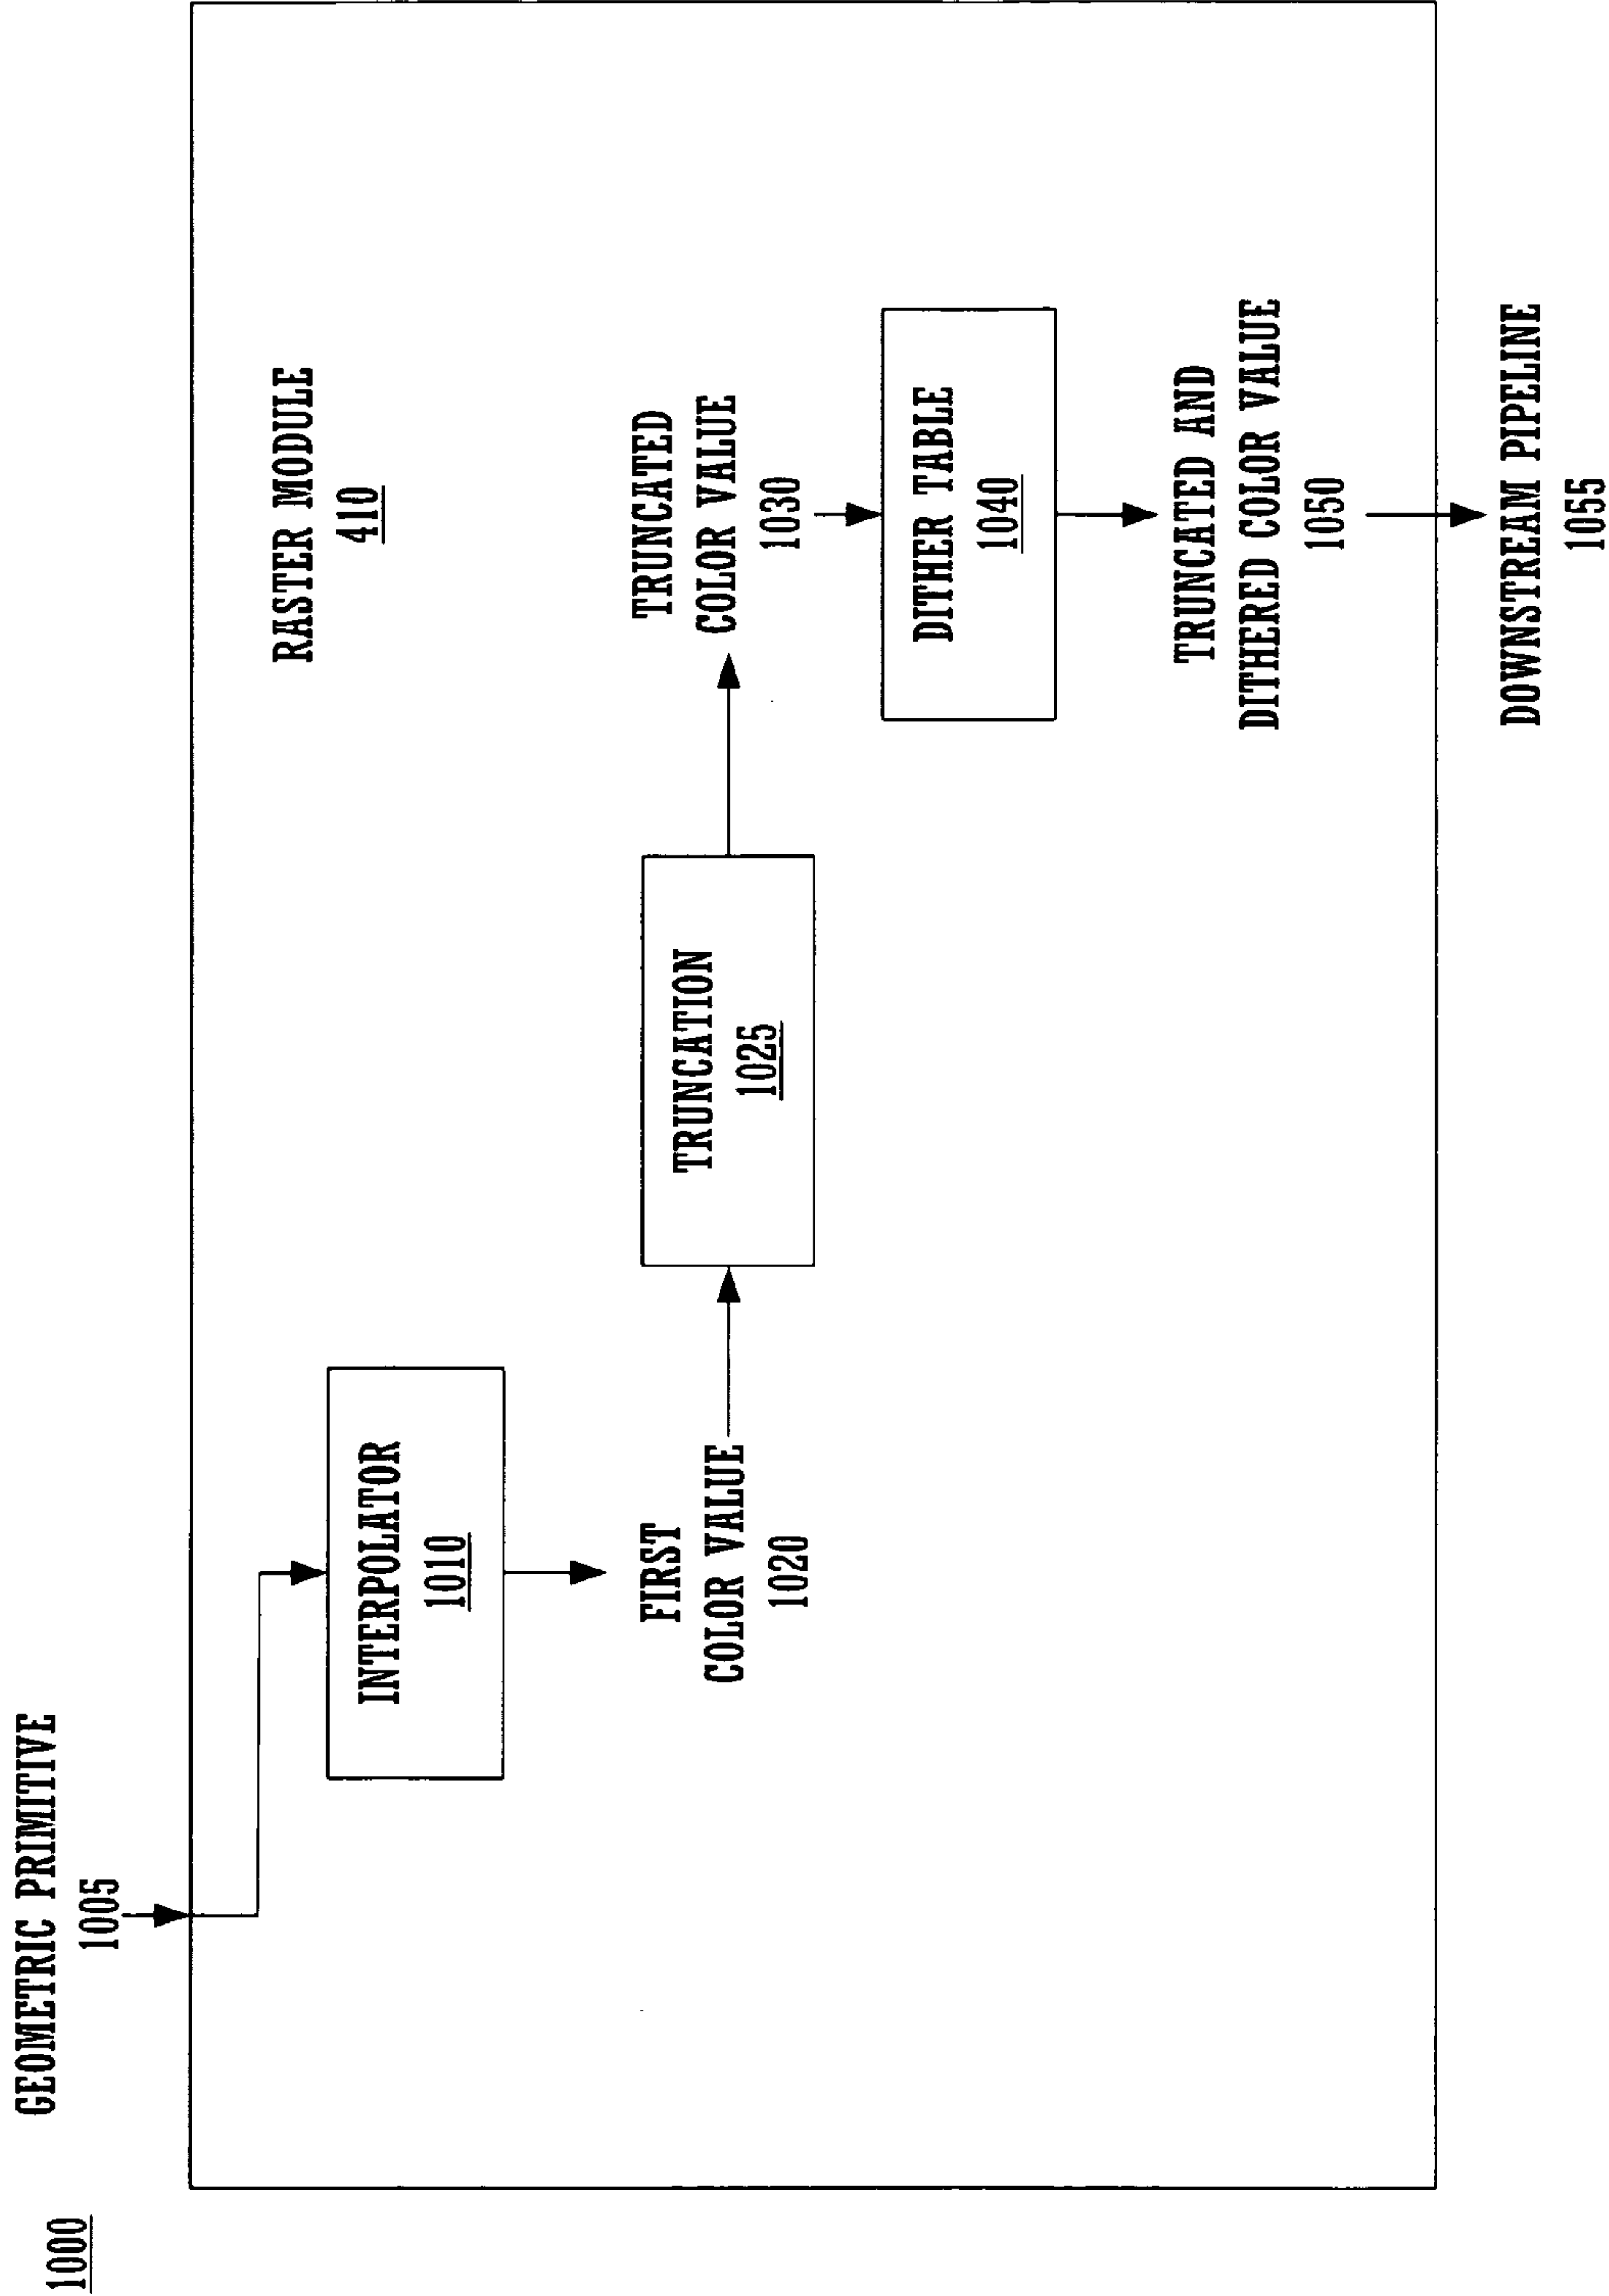 1000
GEOMETRIC PRIMITIVE
1005
RASTER MODULE
410
INTERPOLATOR
1010
FIRST
COLOR VALUE
1020
TRUNCATION
1025
TRUNCATED
COLOR VALUE
1030
DITHER TABLE
1040
TRUNCATED AND
DITHERED COLOR VALUE
1050
DOWNSTREAM PIPELINE
1055